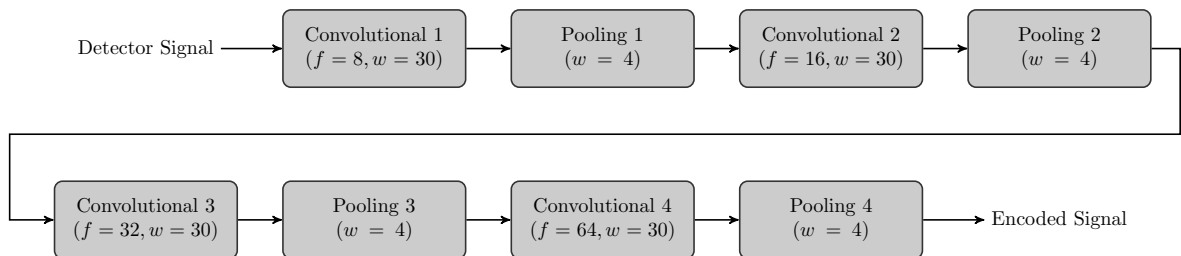 Detector Signal
Convolutional 1
(f = 8, w = 30)
Pooling 1
(w = 4)
Convolutional 2
(f = 16, w = 30)
Pooling 2
(w = 4)
Convolutional 3
(f = 32, w = 30)
Pooling 3
(w = 4)
Convolutional 4
(f = 64, w = 30)
Pooling 4
(w = 4)
Encoded Signal